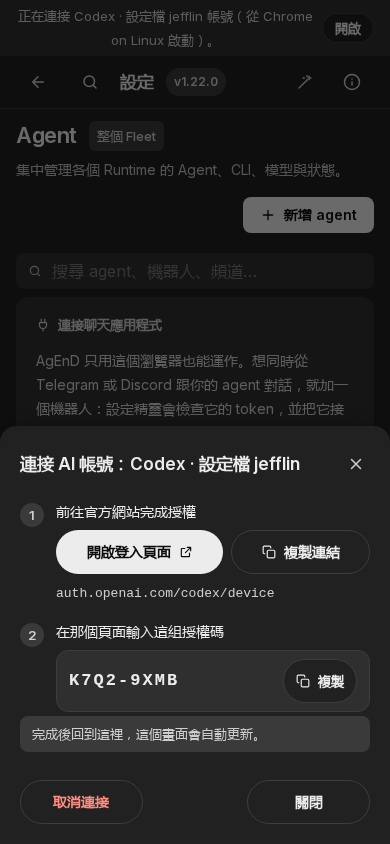 正在連接 Codex · 設定檔 jefflin 帳號（從 Chrome
on Linux 啟動）。
開啟
設定
v1.22.0
Agent
整個 Fleet
集中管理各個 Runtime 的 Agent、CLI、模型與狀態。
新增 agent
搜尋 agent、機器人、頻道...
連接聊天應用程式
AgEnD 只用這個瀏覽器也能運作。想同時從
Telegram 或 Discord 跟你的 agent 對話，就加一
個機器人：設定精靈會檢查它的 token，並把它接
連接 AI 帳號：Codex · 設定檔 jefflin
1
前往官方網站完成授權
開啟登入頁面
複製連結
auth.openai.com/codex/device
2
在那個頁面輸入這組授權碼
K7Q2-9XMB
複製
完成後回到這裡，這個畫面會自動更新。
取消連接
關閉